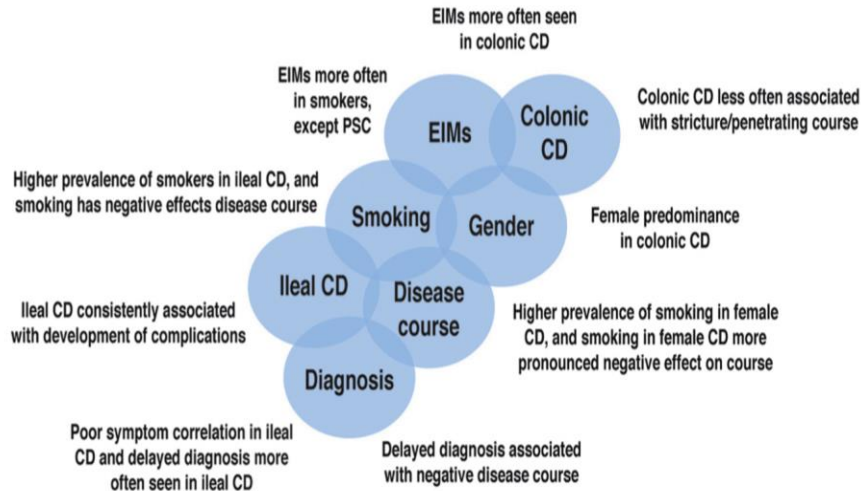 EIMs more often seen
in colonic CD
EIMs more often
in smokers,
except PSC
EIMs
Colonic
CD
Colonic CD less often associated
with stricture/penetrating course
Higher prevalence of smokers in ileal CD, and
smoking has negative effects disease course
Smoking
Gender
Female predominance
in colonic CD
Ileal CD
Disease
course
Ileal CD consistently associated
with development of complications
Higher prevalence of smoking in female
CD, and smoking in female CD more
pronounced negative effect on course
Diagnosis
Poor symptom correlation in ileal
CD and delayed diagnosis more
often seen in ileal CD
Delayed diagnosis associated
with negative disease course